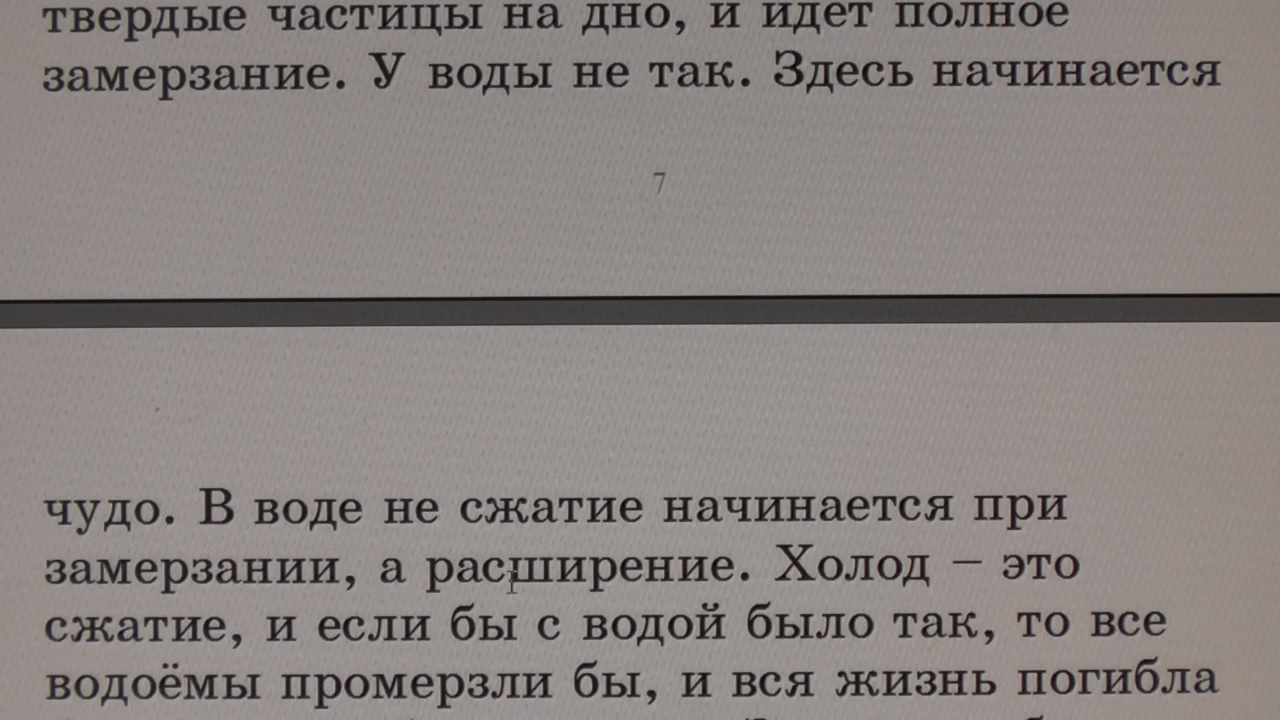 твердые частицы на дно, и идет полное
замерзание. У воды не так. Здесь начинается
7
чудо. В воде не сжатие начинается при
замерзании, а расширение. Холод – это
сжатие, и если бы с водой было так, то все
водоёмы промерзли бы, и вся жизнь погибла